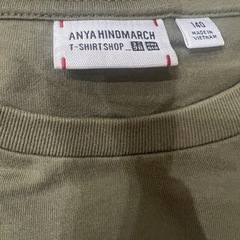 ANYA HINDMARCH
T-SHIRTSHOP
140
MADE IN
VIETNAM